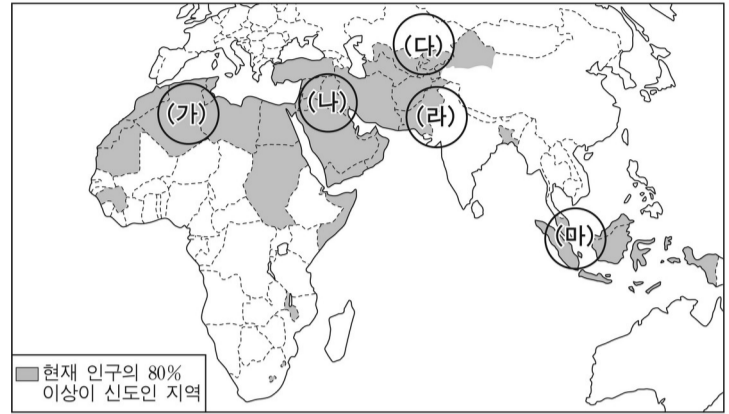 (다)
(가)
(나)
(라)
(마)
현재 인구의 80%
이상이 신도인 지역